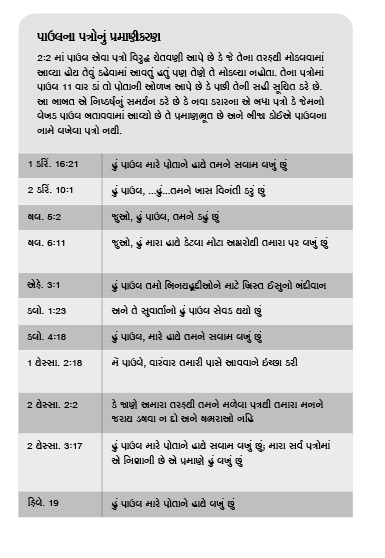 પાઉલના પત્રોનું પ્રમાણીકરણ
૨:૨ માં પાઉલ એવા પત્રો વિરુદ્ધ ચેતવણી આપે છે કે જે તેના તરફથી મોકલવામાં
આવ્યા હોય તેવું કહેવામાં આવતું હતું પણ તેણે તે મોકલ્યા નહોતા. તેના પત્રોમાં
પાઉલ 11 વાર કાં તો પોતાની ઓળખ આપે છે કે પછી તેની સહી સૂચિત કરે છે.
આ બાબત એ નિષ્કર્ષનું સમર્થન કરે છે કે નવા કરારના એ બધા પત્રો કે જેમનો
લેખક પાઉલ બતાવવામાં આવ્યો છે તે પ્રમાણભૂત છે અને બીજા કોઈએ પાઉલના
નામે લખેલા પત્રો નથી.
1 કરિં. 16:21 હું પાઉલ મારે પોતાને હાથે તમને સલામ લખું છું
2 કરિં. 10:1 હું પાઉલ, ...હું...તમને ખાસ વિનંતી કરું છું
ગલ. 5:2 જુઓ, હું પાઉલ, તમને કહું છું
ગલ. 6:11 જુઓ, હું મારા હાથે કેટલા મોટા અક્ષરોથી તમારા પર લખું છું
એફે. 3:1 હું પાઉલ તમો બિનયહૂદીઓને માટે ખ્રિસ્ત ઈસુનો બંદીવાન
કલો. 1:23 અને તે સુવાર્તાનો હું પાઉલ સેવક થયો છું
કલો. 4:18 હું પાઉલ, મારે હાથે તમને સલામ લખું છું
1 થેસ્સા. 2:18 મેં પાઉલે, વારંવાર તમારી પાસે આવવાને ઇચ્છા કરી
2 થેસ્સા. 2:2 કે જાણે અમારા તરફથી તમને મળેલા પત્રથી તમારા મનને
જરાય ડગવા ન દો અને ગભરાઓ નહિ
2 થેસ્સા. 3:17 હું પાઉલ મારે પોતાને હાથે સલામ લખું છું; મારા સર્વ પત્રોમાં
એ નિશાની છે એ પ્રમાણે હું લખું છું
ફિલે. 19 હું પાઉલ મારે પોતાને હાથે લખું છું